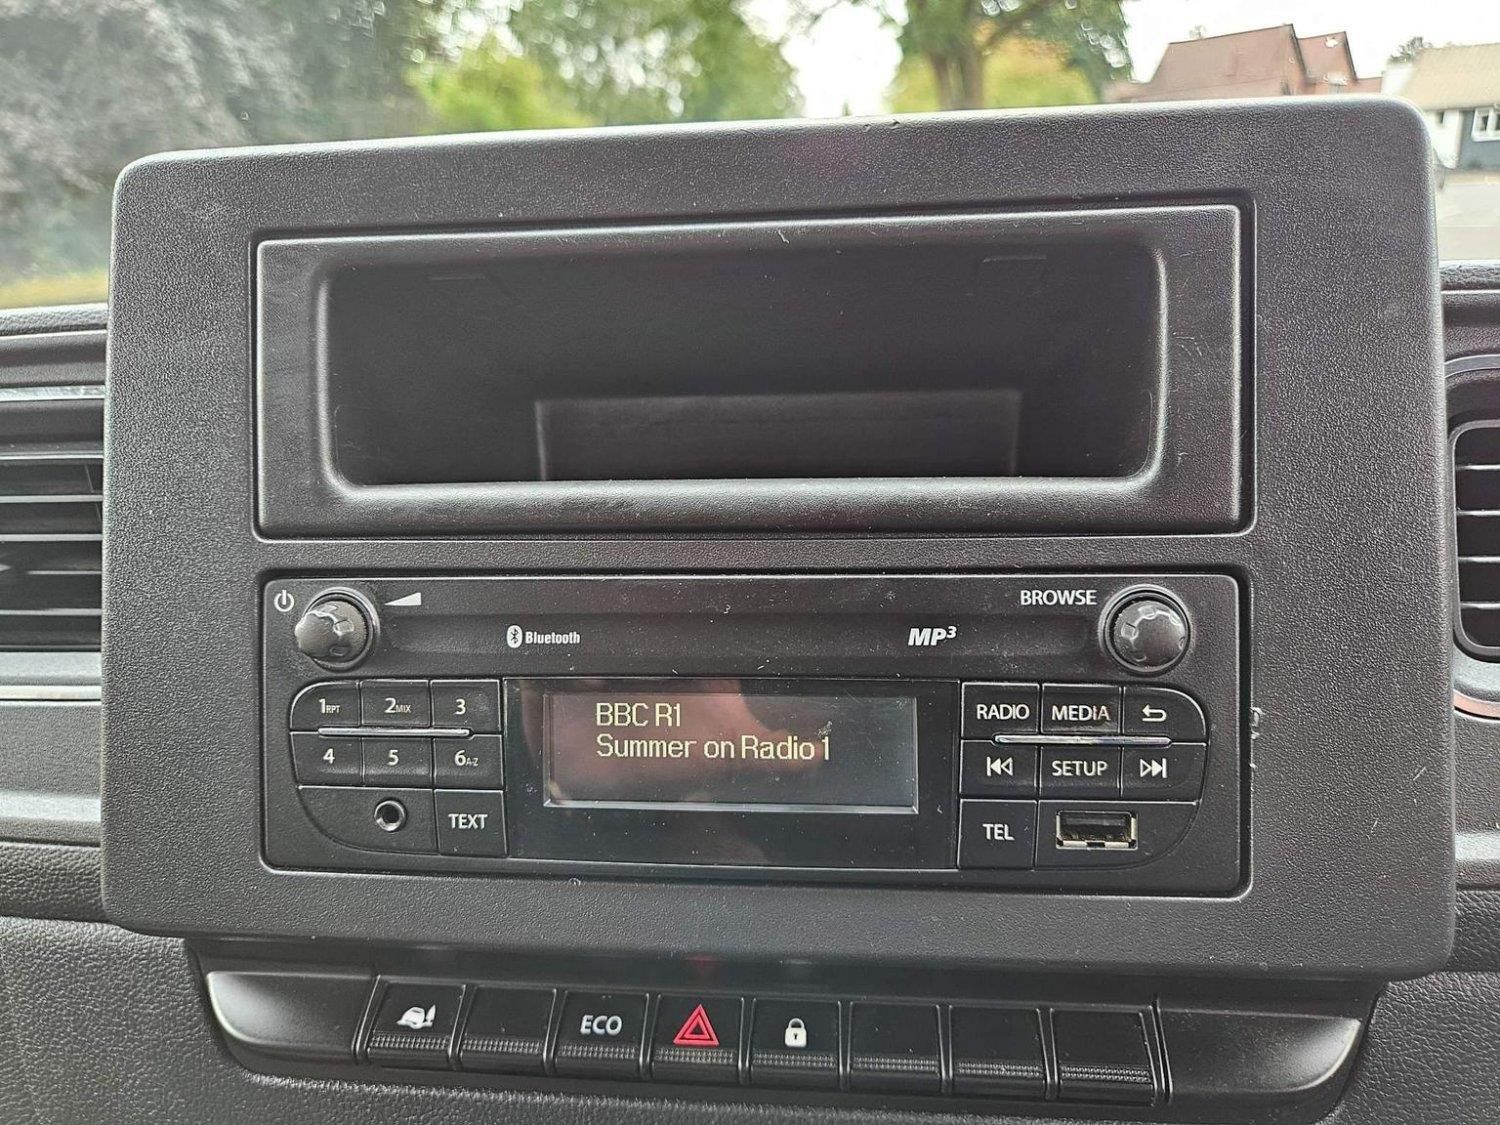 BROWSE
Bluetooth
MP3
1RPT 2MIX 3
BBC R1
RADIO MEDIA
Summer on Radio 1
4 5 6A-Z
SETUP
TEXT
TEL
ECO